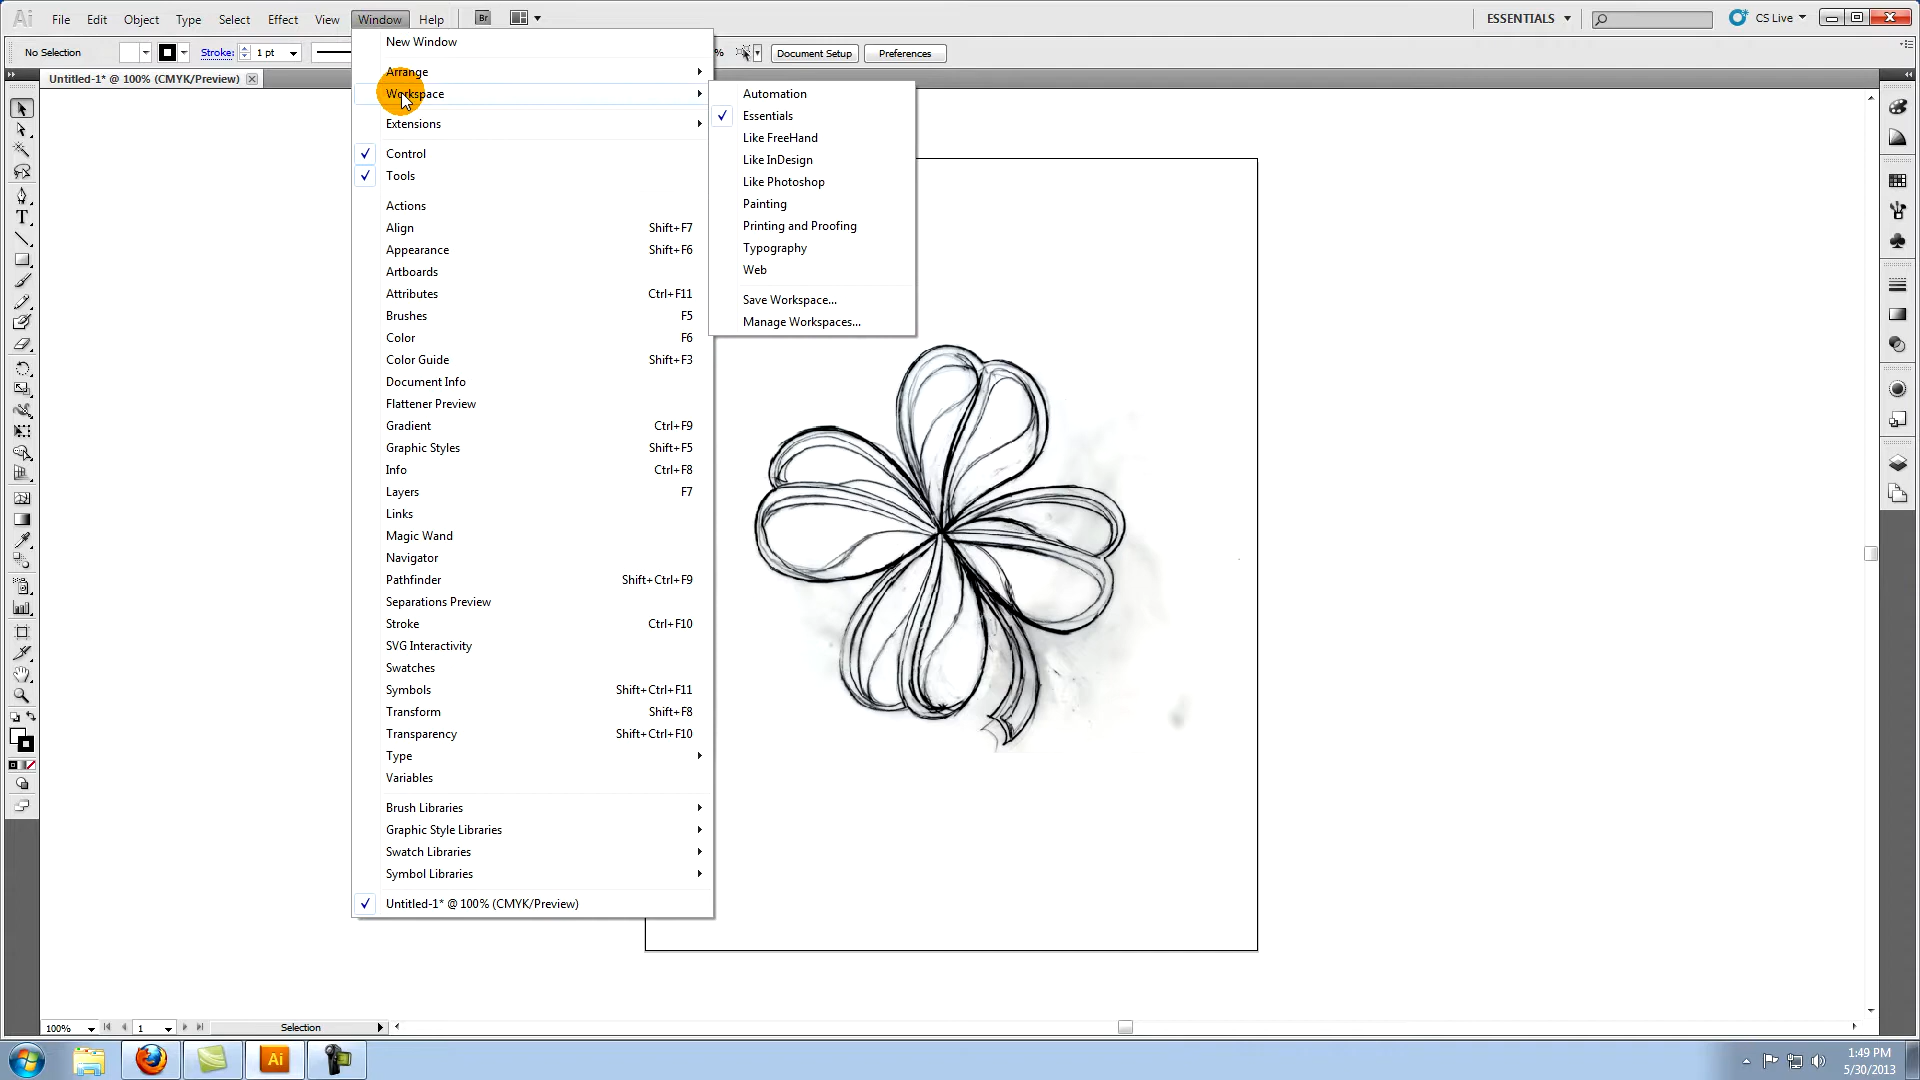 Ai File Edit Object Type Select Effect View Window Help Br ESSENTIALS CS Live
No Selection Stroke: 1 pt % Document Setup Preferences
Untitled-1* @ 100% (CMYK/Preview)
New Window
Arrange
Workspace
Extensions
Control
Tools
Actions
Align Shift+F7
Appearance Shift+F6
Artboards
Attributes Ctrl+F11
Brushes F5
Color F6
Color Guide Shift+F3
Document Info
Flattener Preview
Gradient Ctrl+F9
Graphic Styles Shift+F5
Info Ctrl+F8
Layers F7
Links
Magic Wand
Navigator
Pathfinder Shift+Ctrl+F9
Separations Preview
Stroke Ctrl+F10
SVG Interactivity
Swatches
Symbols Shift+Ctrl+F11
Transform Shift+F8
Transparency Shift+Ctrl+F10
Type
Variables
Brush Libraries
Graphic Style Libraries
Swatch Libraries
Symbol Libraries
Untitled-1* @ 100% (CMYK/Preview)
Automation
Essentials
Like FreeHand
Like InDesign
Like Photoshop
Painting
Printing and Proofing
Typography
Web
Save Workspace...
Manage Workspaces...
100% 1 Selection
Ai
1:49 PM
5/30/2013